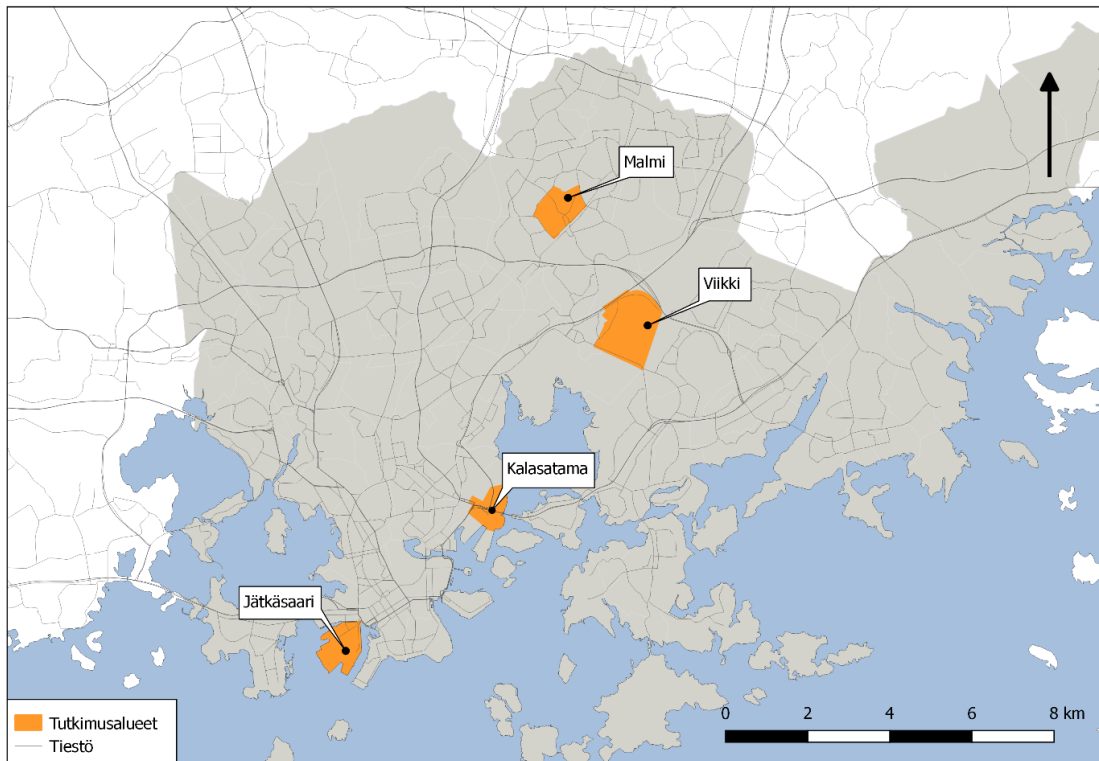 Malmi
Viikki
Kalasatama
Jätkäsaari
Tutkimusalueet
Tiestö
0 2 4 6 8 km